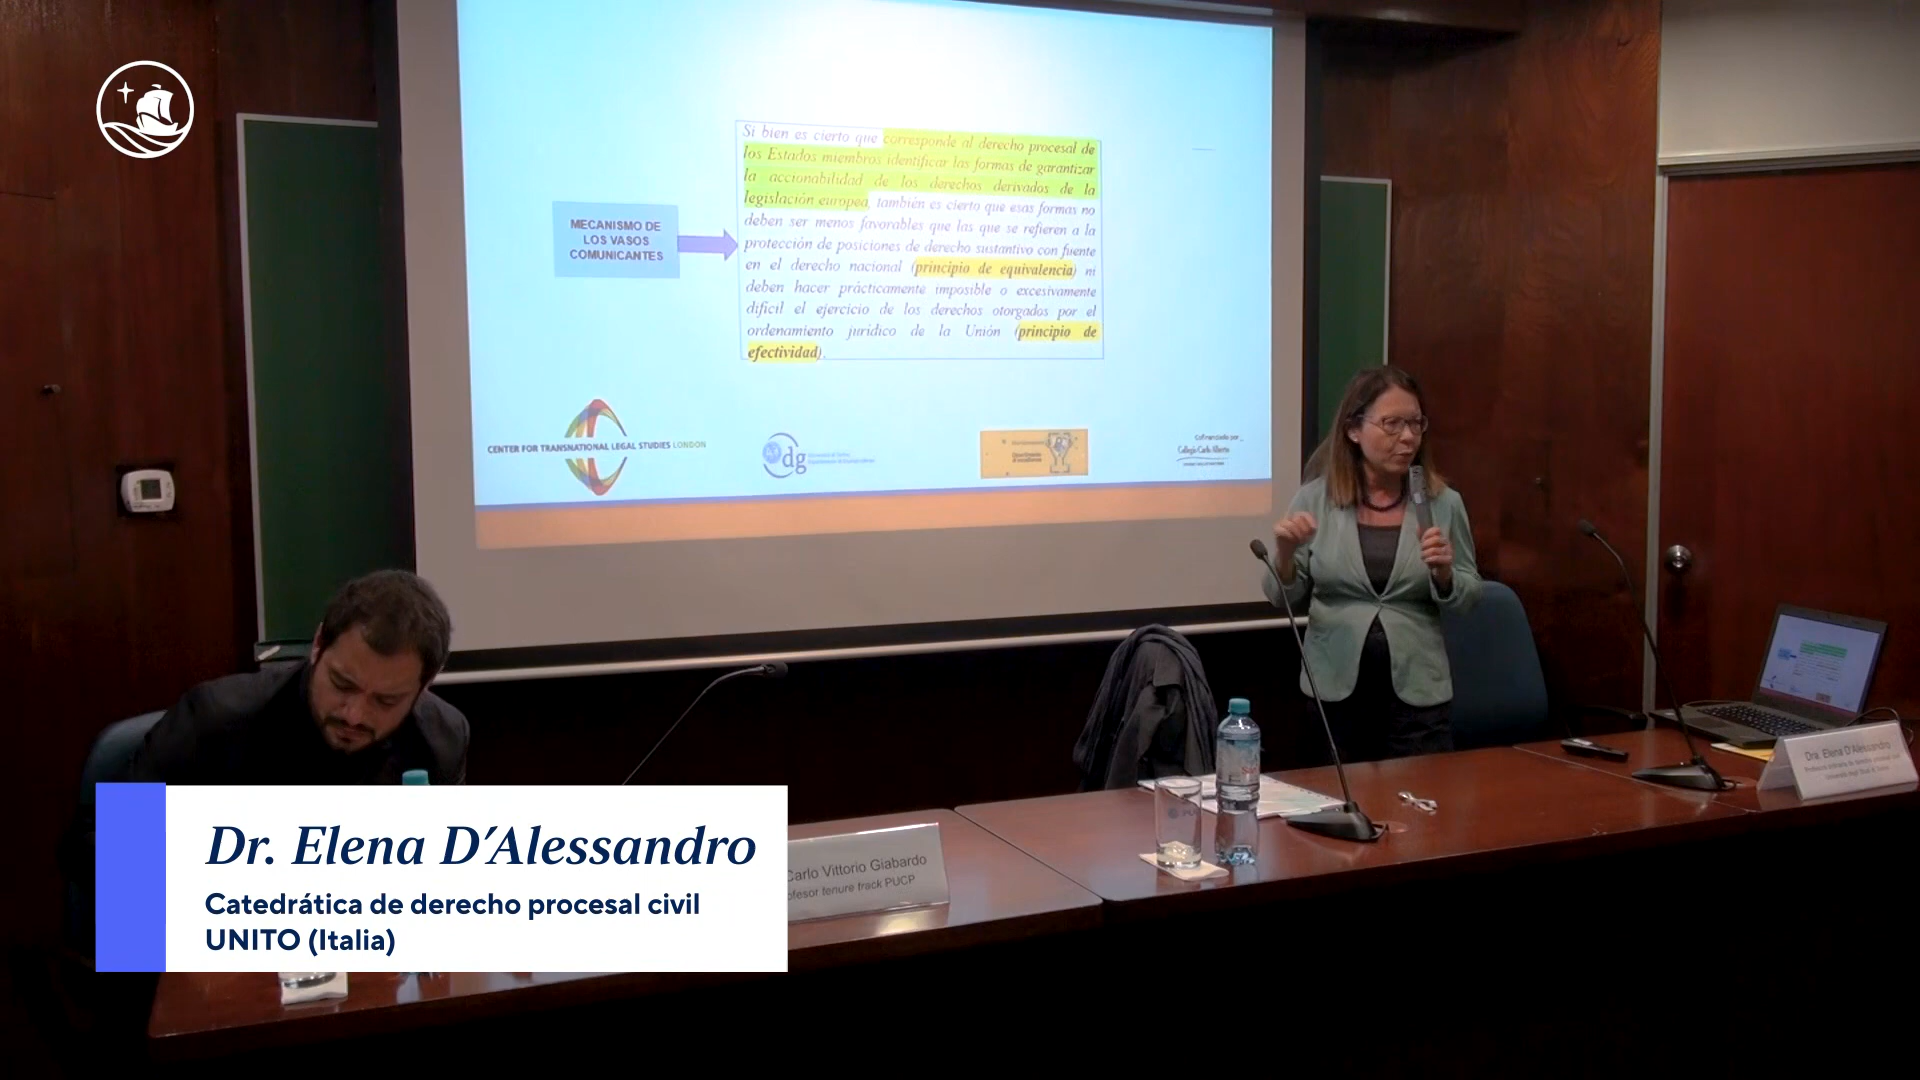 Si bien es cierto que corresponde al derecho procesal de
los Estados miembros identificar las formas de garantizar
la accionabilidad de los derechos derivados de la
legislación europea, también es cierto que esas formas no
deben ser menos favorables que las que se refieren a la
protección de posiciones de derecho sustantivo con fuente
en el derecho nacional (principio de equivalencia) ni
deben hacer prácticamente imposible o excesivamente
difícil el ejercicio de los derechos otorgados por el
ordenamiento jurídico de la Unión (principio de
efectividad).
MECANISMO DE
LOS VASOS
COMUNICANTES
CENTER FOR TRANSNATIONAL LEGAL STUDIES LONDON
dg
Cofinanciado por
Collegio Carlo Alberto
Dra. Elena D'Alessandro
Carlo Vittorio Giabardo
ofesor tenure track PUCP
Dr. Elena D'Alessandro
Catedrática de derecho procesal civil
UNITO (Italia)